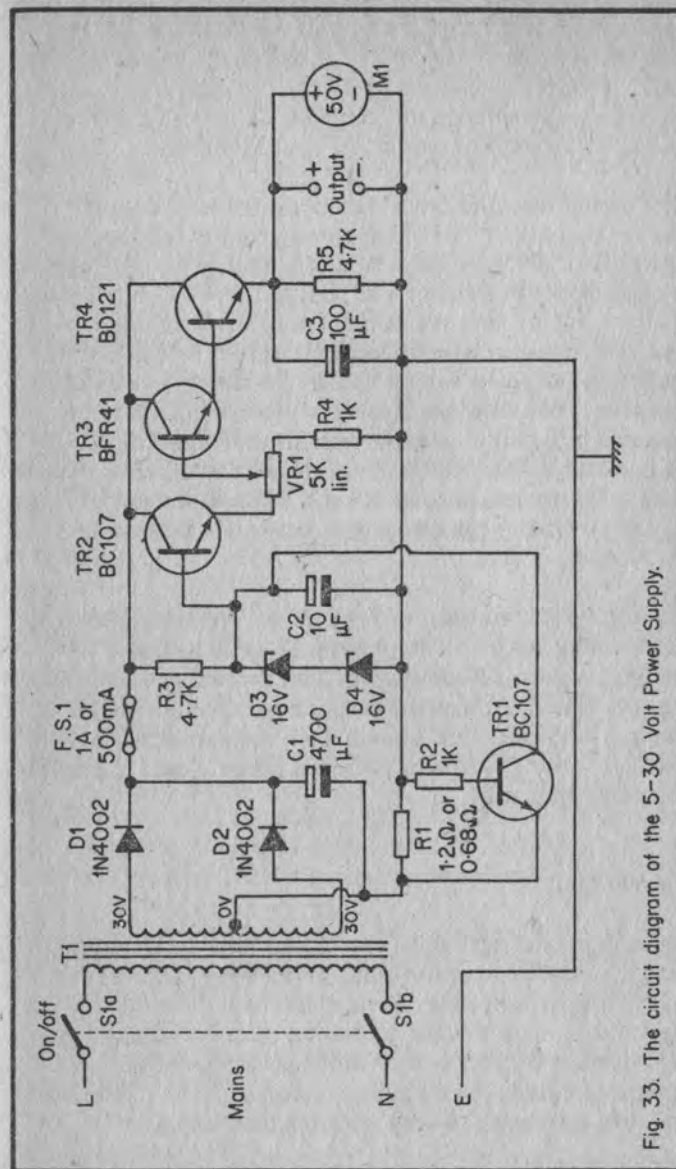 On/off
L
S1a
Mains
N
S1b
E
T1
30V
0V
30V
D1
1N4002
D2
1N4002
F.S.1
1A or
500mA
C1
4700
µF
R1
1·2Ω or
0·68Ω
R2
1K
TR1
BC107
R3
4·7K
D3
16V
D4
16V
C2
10
µF
TR2
BC107
TR3
BFR41
TR4
BD121
VR1
5K
lin.
R4
1K
C3
100
µF
R5
4·7K
+
Output
-
+
50V
-
M1
Fig. 33. The circuit diagram of the 5-30 Volt Power Supply.